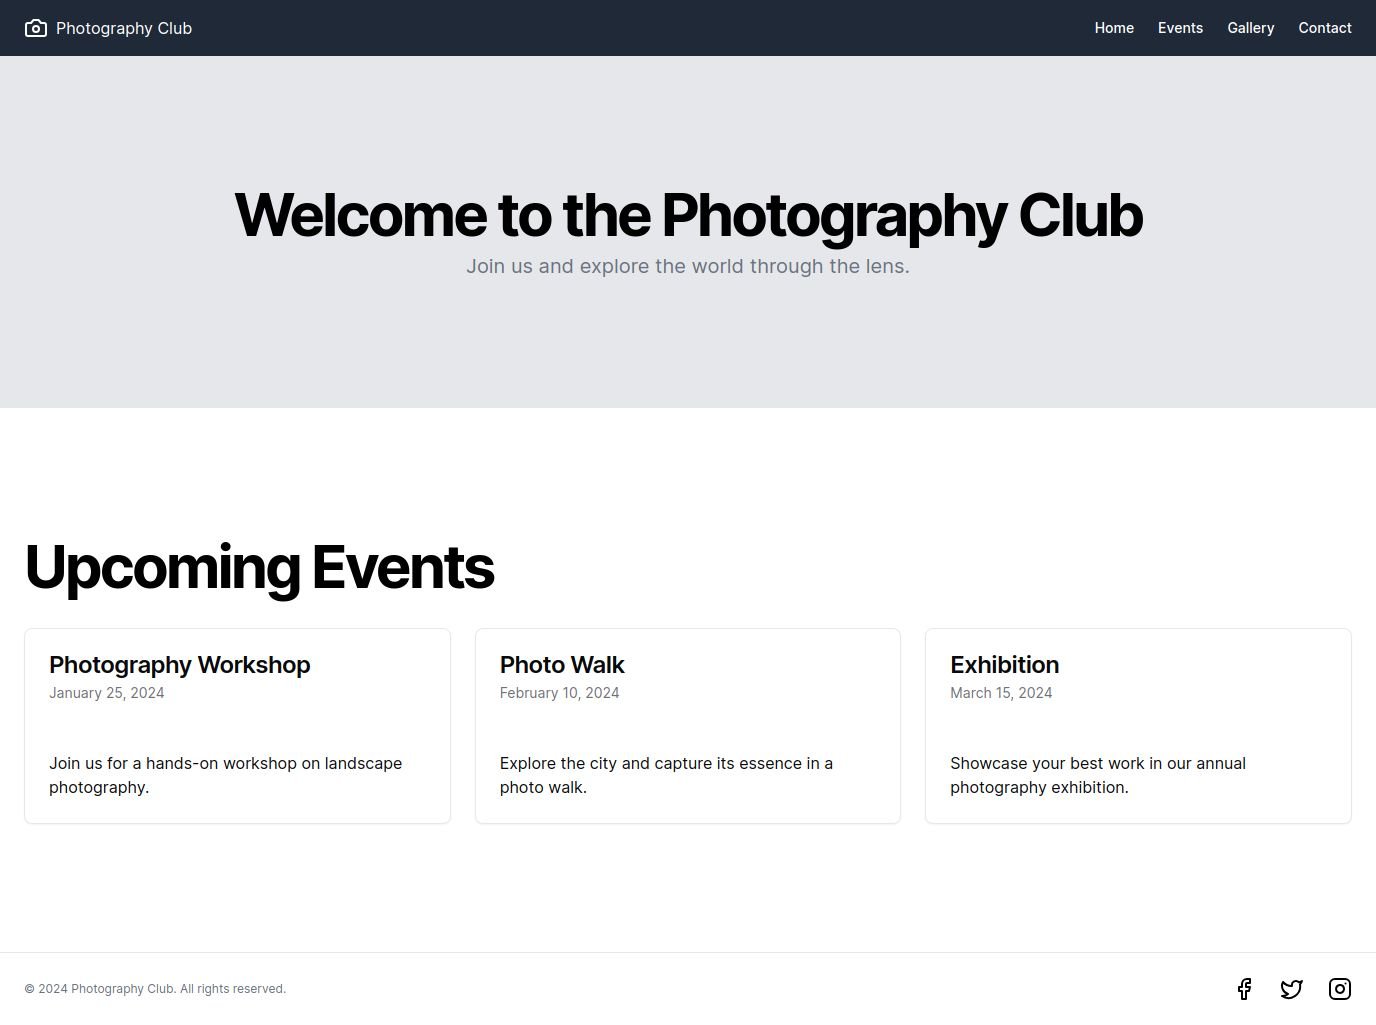 Photography Club
Home
Events
Gallery
Contact
Welcome to the Photography Club
Join us and explore the world through the lens.
Upcoming Events
Photography Workshop
January 25, 2024
Join us for a hands-on workshop on landscape
photography.
Photo Walk
February 10, 2024
Explore the city and capture its essence in a
photo walk.
Exhibition
March 15, 2024
Showcase your best work in our annual
photography exhibition.
© 2024 Photography Club. All rights reserved.